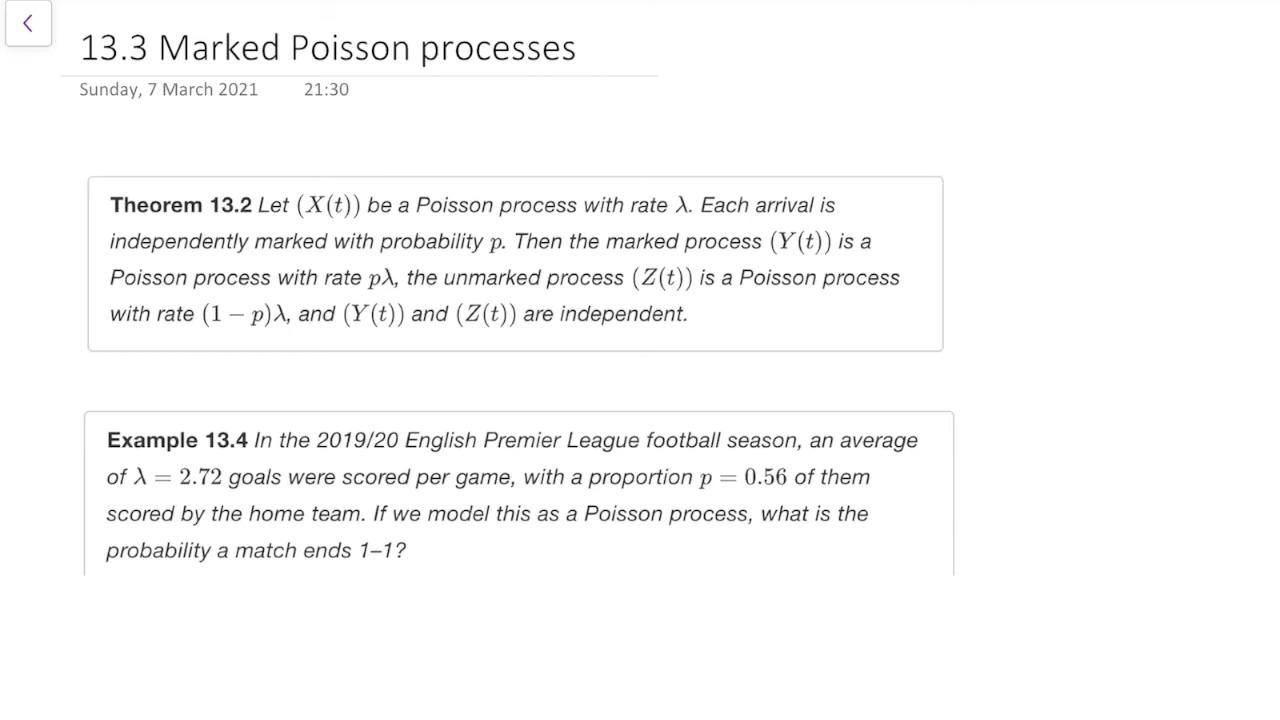 13.3 Marked Poisson processes
Sunday, 7 March 2021 21:30
Theorem 13.2 Let (X(t)) be a Poisson process with rate λ. Each arrival is
independently marked with probability p. Then the marked process (Y(t)) is a
Poisson process with rate pλ, the unmarked process (Z(t)) is a Poisson process
with rate (1 − p)λ, and (Y(t)) and (Z(t)) are independent.
Example 13.4 In the 2019/20 English Premier League football season, an average
of λ = 2.72 goals were scored per game, with a proportion p = 0.56 of them
scored by the home team. If we model this as a Poisson process, what is the
probability a match ends 1–1?